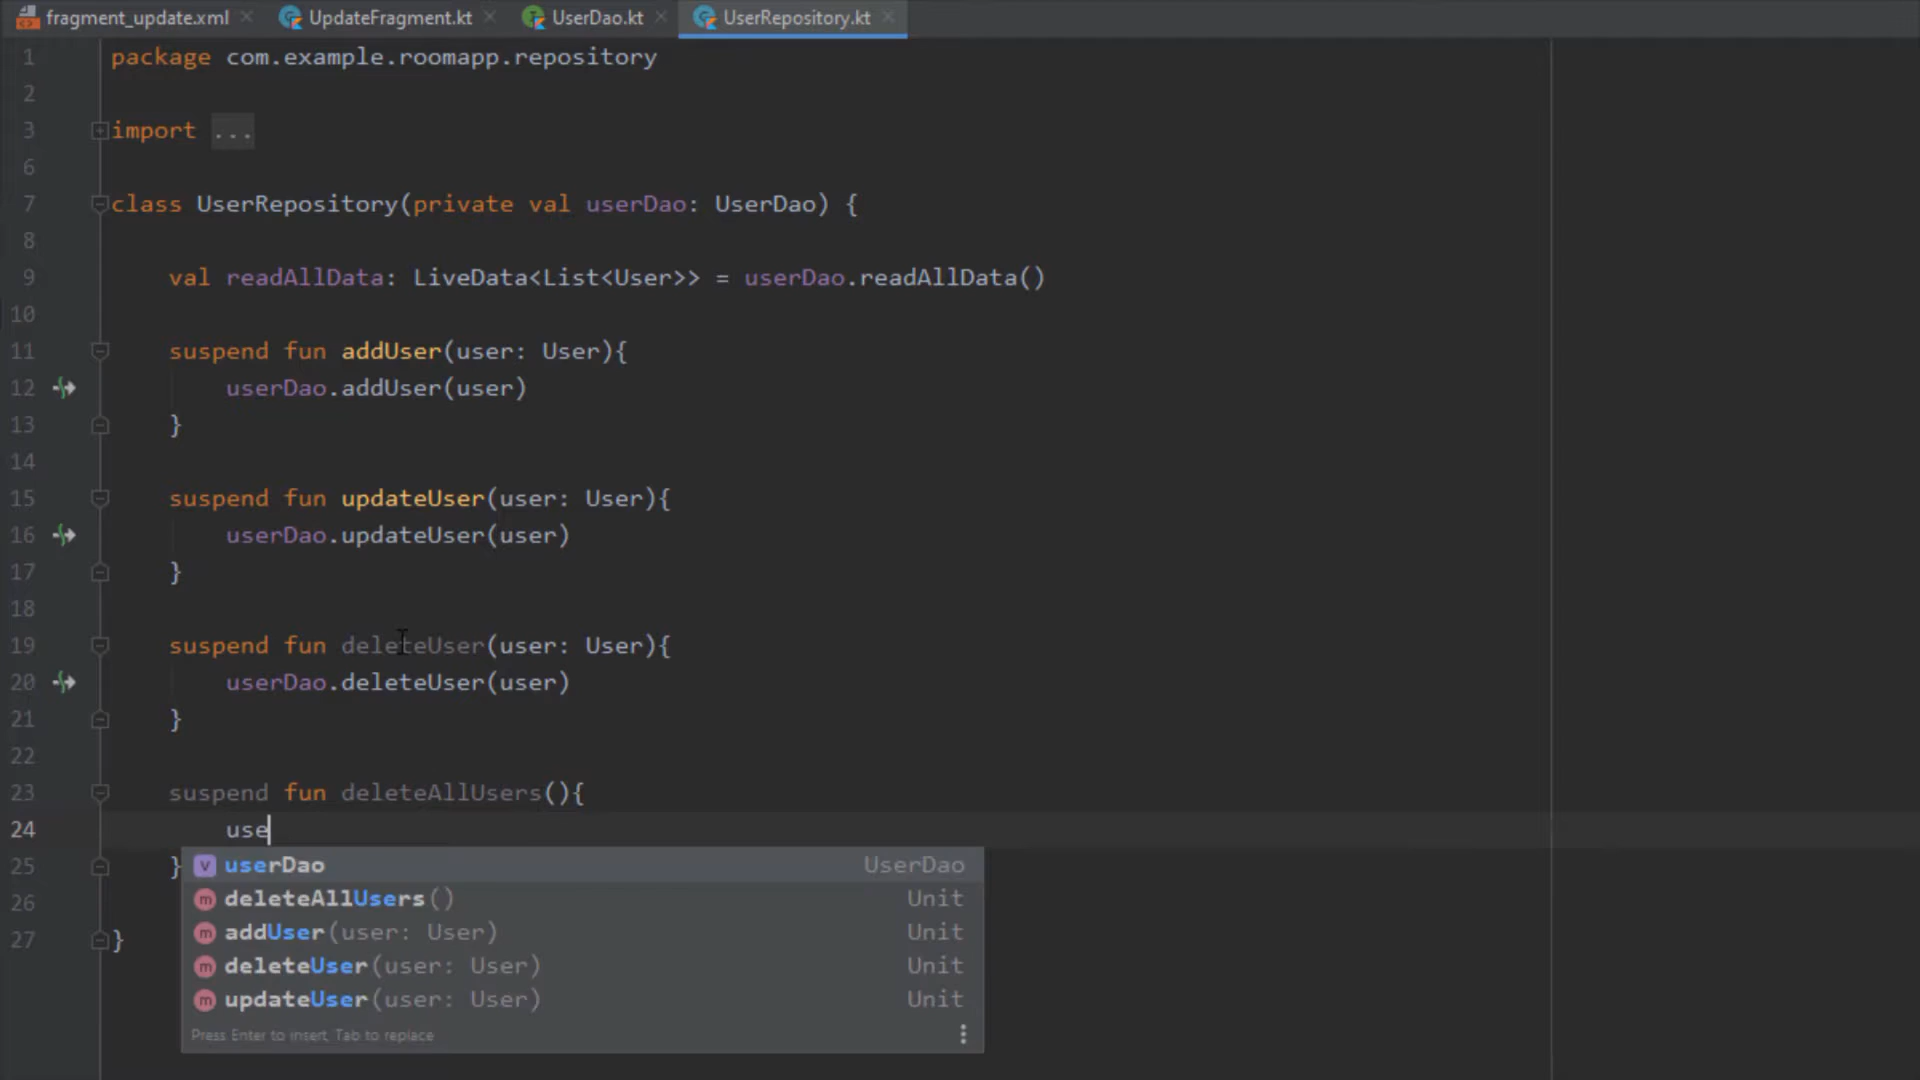 fragment_update.xml UpdateFragment.kt UserDao.kt UserRepository.kt
1 package com.example.roomapp.repository
2
3 import ...
6
7 class UserRepository(private val userDao: UserDao) {
8
9 val readAllData: LiveData<List<User>> = userDao.readAllData()
10
11 suspend fun addUser(user: User){
12 userDao.addUser(user)
13 }
14
15 suspend fun updateUser(user: User){
16 userDao.updateUser(user)
17 }
18
19 suspend fun deleteUser(user: User){
20 userDao.deleteUser(user)
21 }
22
23 suspend fun deleteAllUsers(){
24 use
25 }
26
27 }
v userDao UserDao
m deleteAllUsers() Unit
m addUser(user: User) Unit
m deleteUser(user: User) Unit
m updateUser(user: User) Unit
Press Enter to insert, Tab to replace